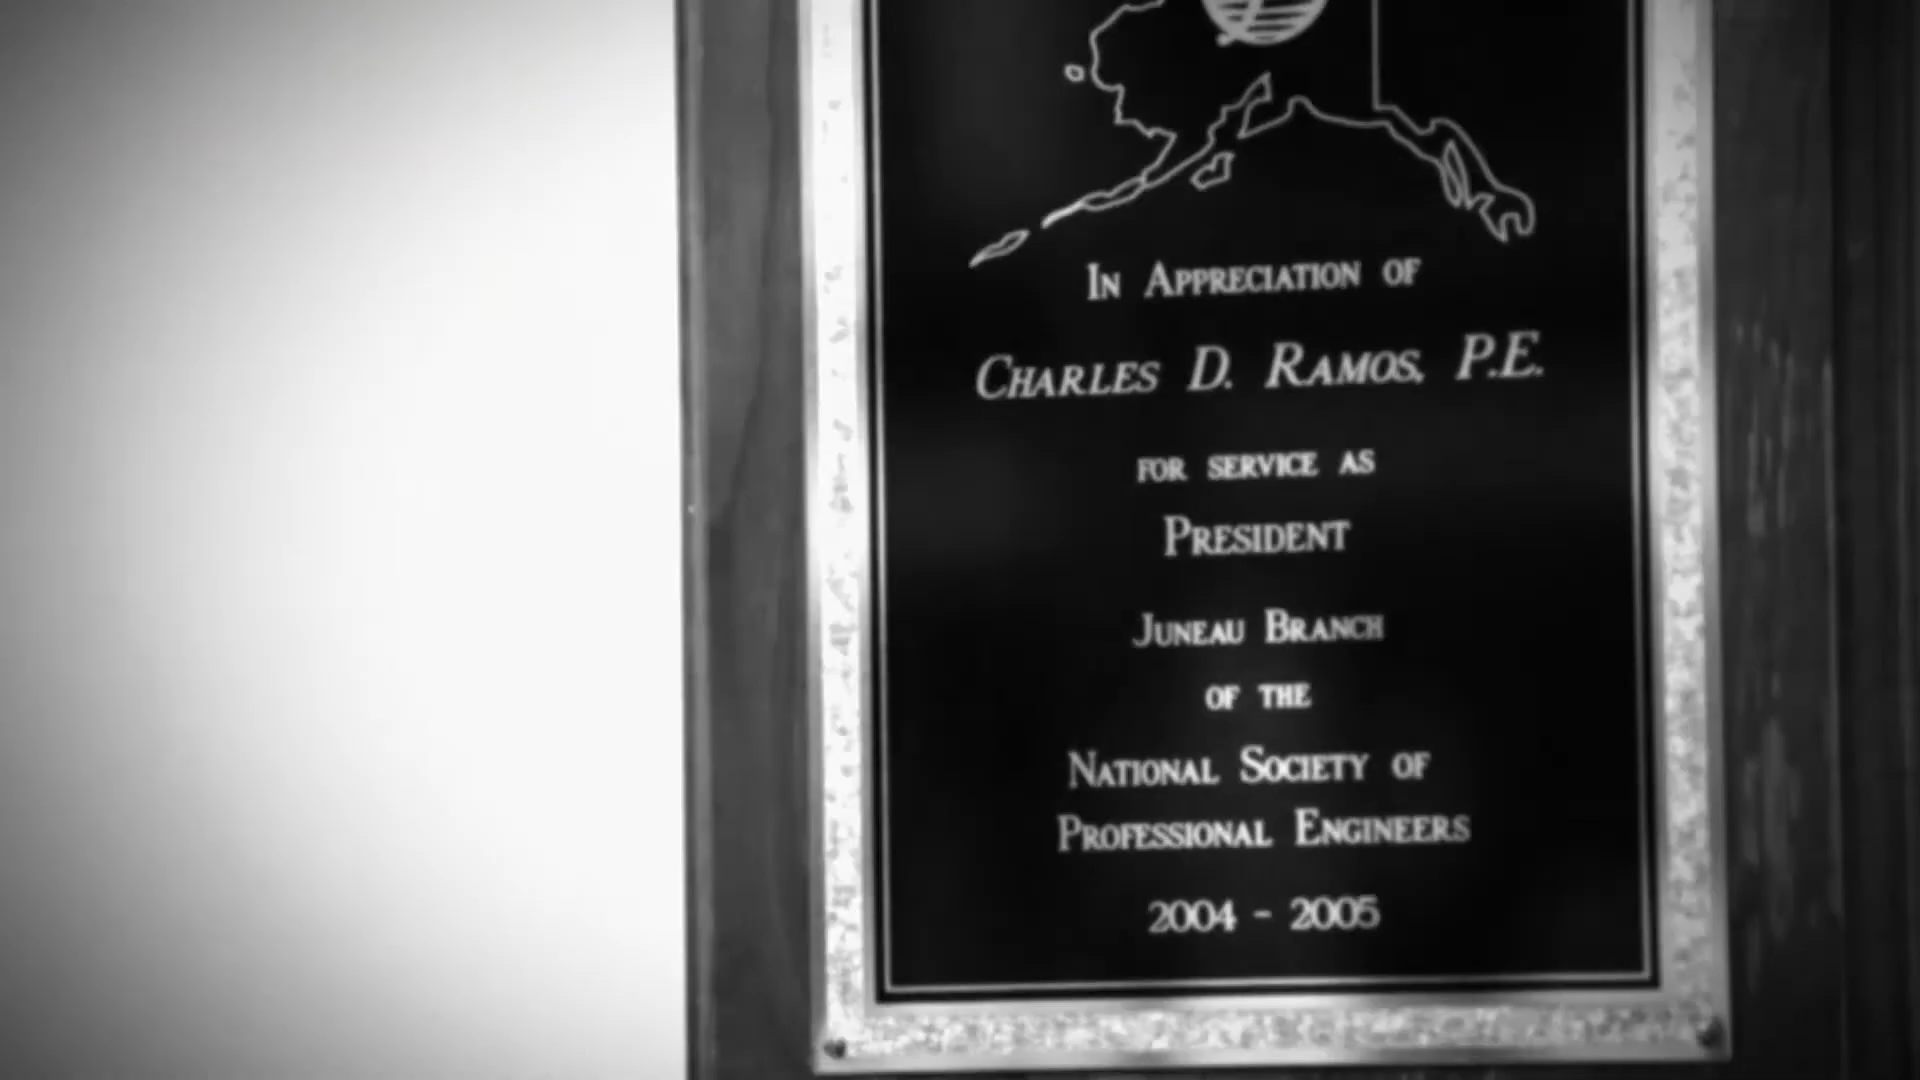 In Appreciation of
Charles D. Ramos, P.E.
for service as
President
Juneau Branch
of the
National Society of
Professional Engineers
2004 - 2005